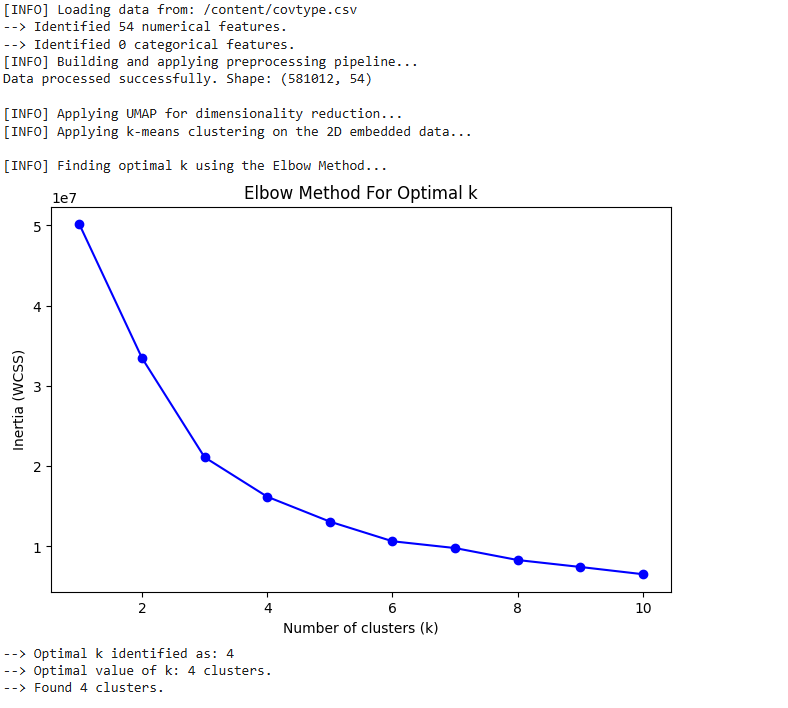 [INFO] Loading data from: /content/covtype.csv
--> Identified 54 numerical features.
--> Identified 0 categorical features.
[INFO] Building and applying preprocessing pipeline...
Data processed successfully. Shape: (581012, 54)
[INFO] Applying UMAP for dimensionality reduction...
[INFO] Applying k-means clustering on the 2D embedded data...
[INFO] Finding optimal k using the Elbow Method...
Elbow Method For Optimal k
1e7
5
4
3
2
1
Inertia (WCSS)
2 4 6 8 10
Number of clusters (k)
--> Optimal k identified as: 4
--> Optimal value of k: 4 clusters.
--> Found 4 clusters.